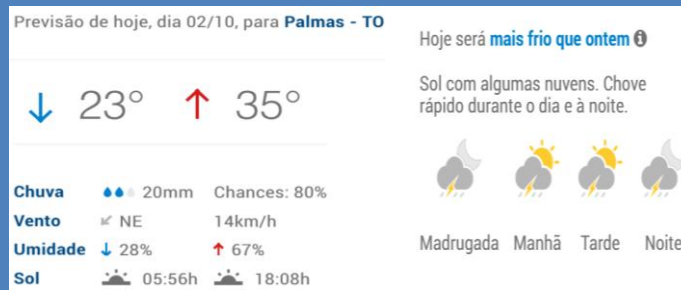 Previsão de hoje, dia 02/10, para Palmas - TO
↓ 23° ↑ 35°
Chuva 20mm Chances: 80%
Vento NE 14km/h
Umidade ↓ 28% ↑ 67%
Sol 05:56h 18:08h
Hoje será mais frio que ontem
Sol com algumas nuvens. Chove
rápido durante o dia e à noite.
Madrugada Manhã Tarde Noite